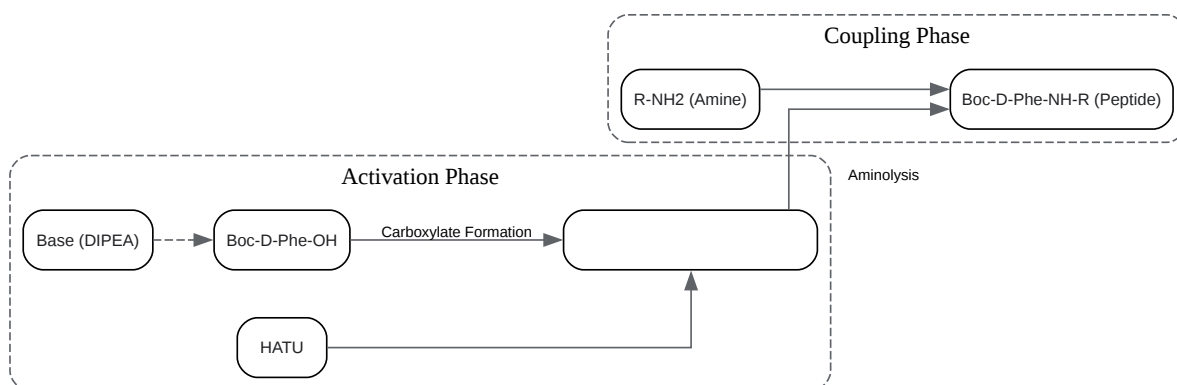 Coupling Phase
R-NH2 (Amine)
Boc-D-Phe-NH-R (Peptide)
Activation Phase
Aminolysis
Base (DIPEA)
Boc-D-Phe-OH
Carboxylate Formation
HATU